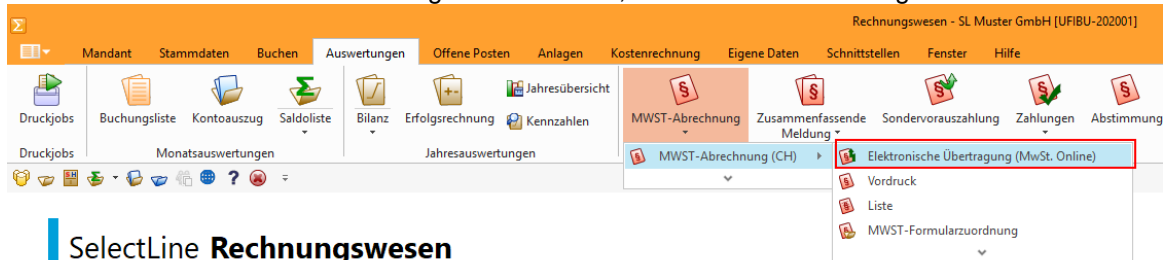 Rechnungswesen - SL Muster GmbH [UFIBU-202001]
Mandant Stammdaten Buchen Auswertungen Offene Posten Anlagen Kostenrechnung Eigene Daten Schnittstellen Fenster Hilfe
Druckjobs Buchungsliste Kontoauszug Saldoliste Bilanz Erfolgsrechnung Jahresübersicht Kennzahlen MWST-Abrechnung Zusammenfassende Meldung Sondervorauszahlung Zahlungen Abstimmung
Druckjobs Monatsauswertungen Jahresauswertungen
MWST-Abrechnung (CH) Elektronische Übertragung (MwSt. Online)
Vordruck
Liste
MWST-Formularzuordnung
SelectLine Rechnungswesen